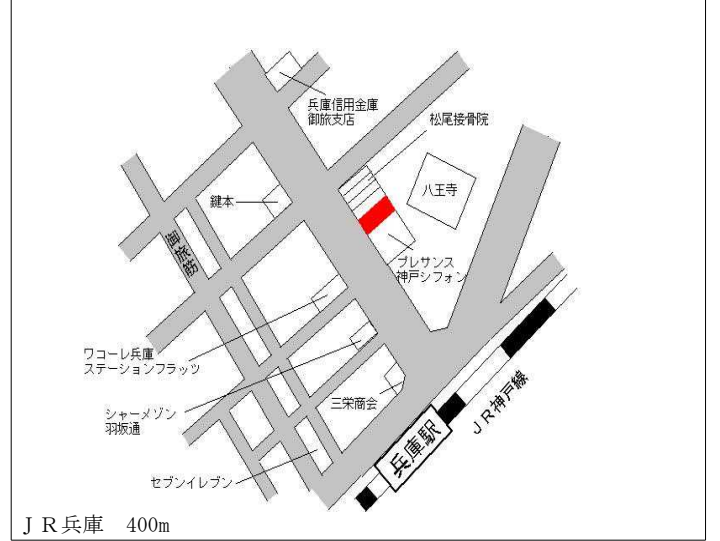 兵庫信用金庫
御旅支店
松尾接骨院
八王寺
鍵本
御旅筋
プレサンス
神戸シフォン
ワコーレ兵庫
ステーションフラッツ
シャーメゾン
羽坂通
三栄商会
セブンイレブン
兵庫駅
ＪＲ神戸線
ＪＲ兵庫　400m